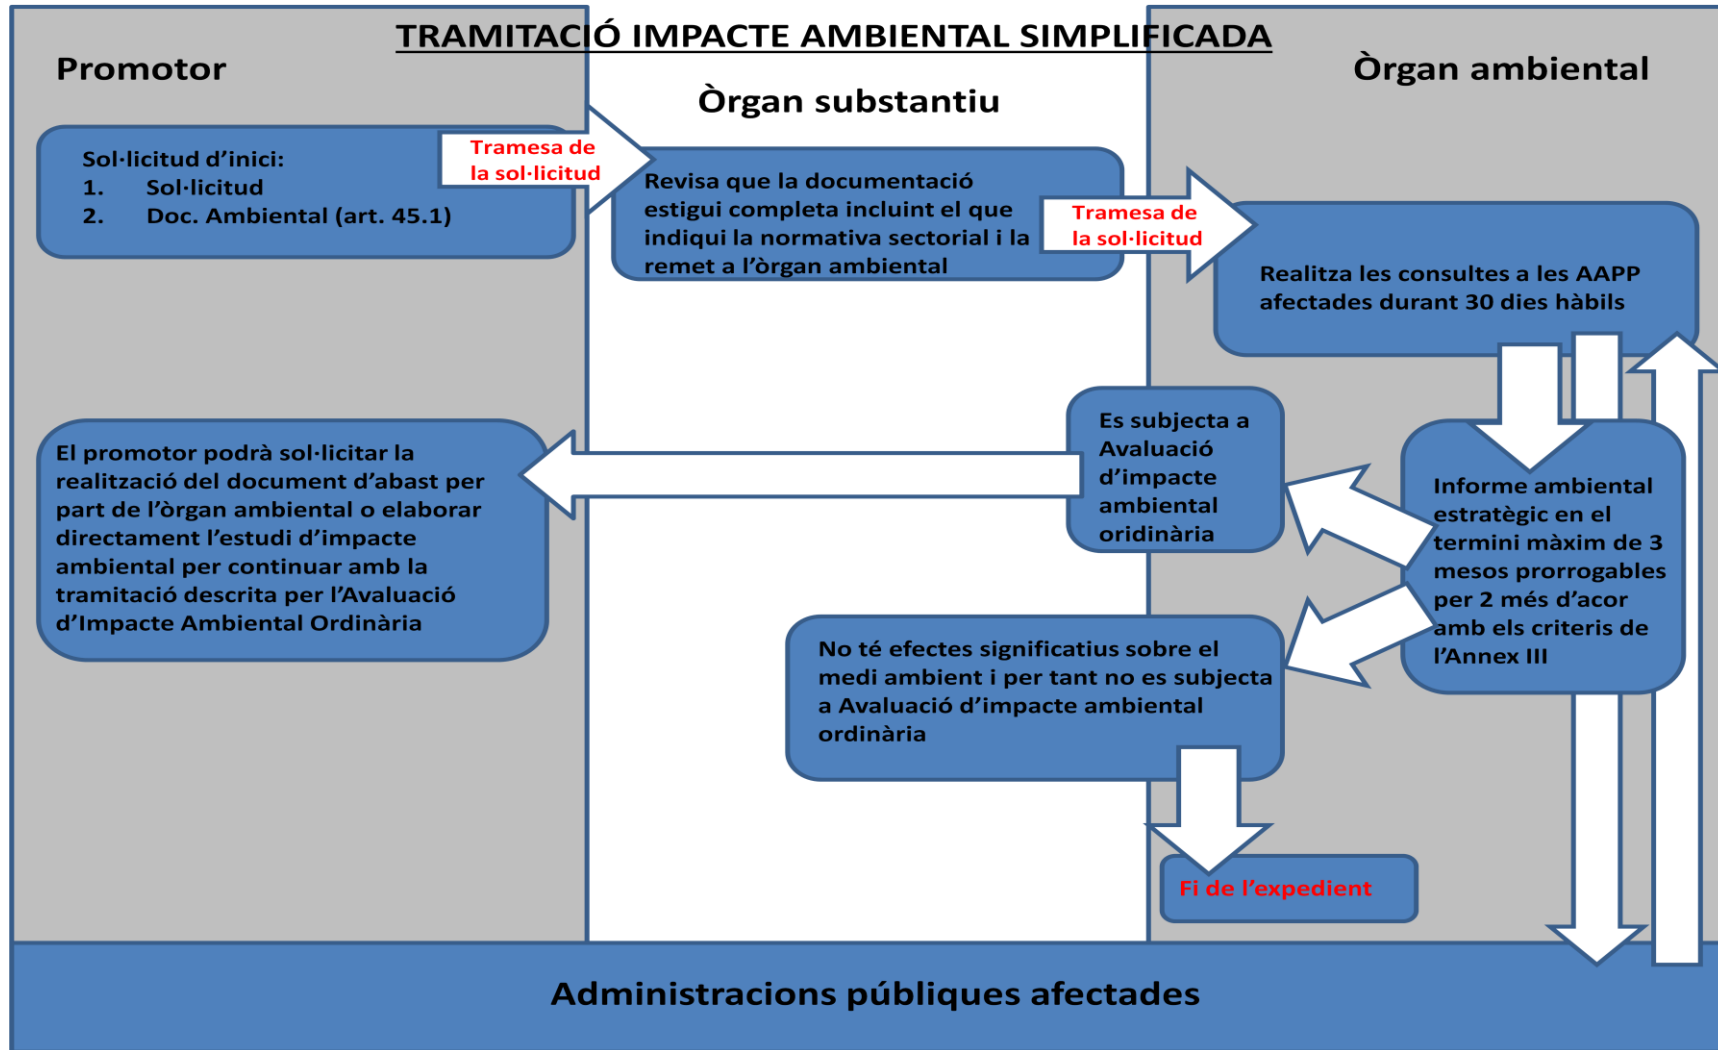 TRAMITACIÓ IMPACTE AMBIENTAL SIMPLIFICADA
Promotor
Òrgan substantiu
Òrgan ambiental
Sol·licitud d’inici:
1. Sol·licitud
2. Doc. Ambiental (art. 45.1)
Tramesa de
la sol·licitud
Revisa que la documentació
estigui completa incluint el que
indiqui la normativa sectorial i la
remet a l’òrgan ambiental
Tramesa de
la sol·licitud
Realitza les consultes a les AAPP
afectades durant 30 dies hàbils
Informe ambiental
estratègic en el
termini màxim de 3
mesos prorrogables
per 2 més d’acor
amb els criteris de
l’Annex III
Es subjecta a
Avaluació
d’impacte
ambiental
oridinària
El promotor podrà sol·licitar la
realització del document d’abast per
part de l’òrgan ambiental o elaborar
directament l’estudi d’impacte
ambiental per continuar amb la
tramitació descrita per l’Avaluació
d’Impacte Ambiental Ordinària
No té efectes significatius sobre el
medi ambient i per tant no es subjecta
a Avaluació d’impacte ambiental
ordinària
Fi de l’expedient
Administracions públiques afectades